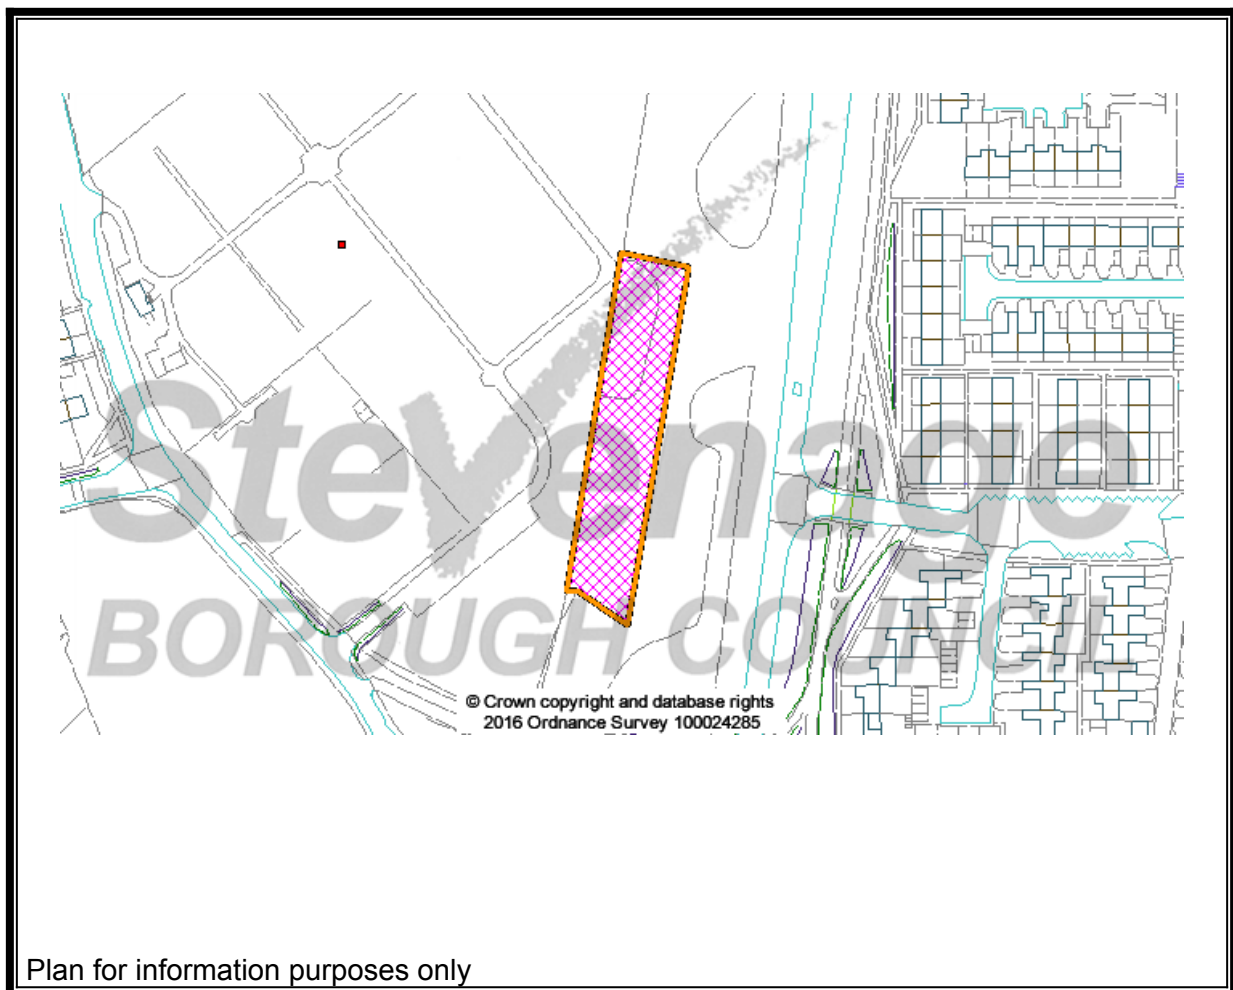 Stevenage
BOROUGH COUNCIL
© Crown copyright and database rights
2016 Ordnance Survey 100024285
Plan for information purposes only